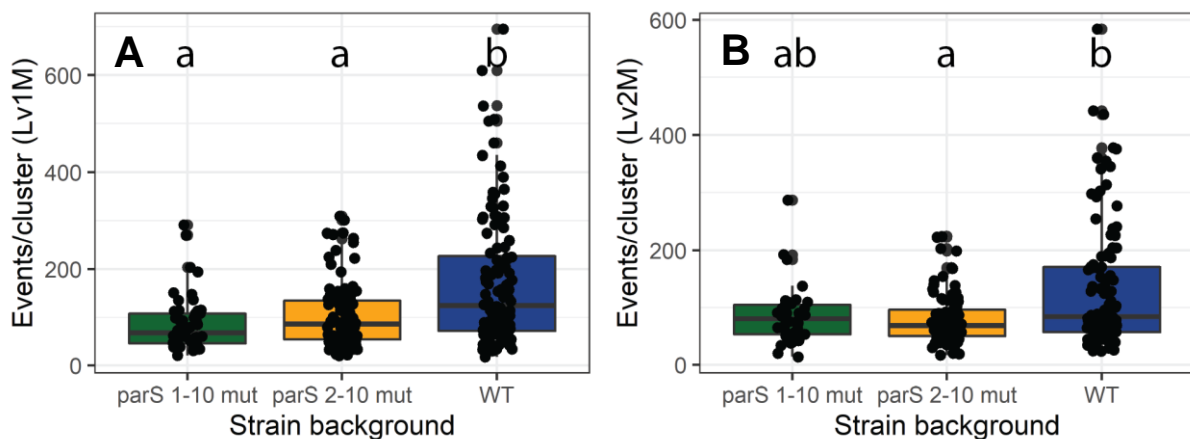 A a a b
Events/cluster (Lv1M)
600
400
200
0
parS 1-10 mut parS 2-10 mut WT
Strain background
B ab a b
Events/cluster (Lv2M)
600
400
200
0
parS 1-10 mut parS 2-10 mut WT
Strain background